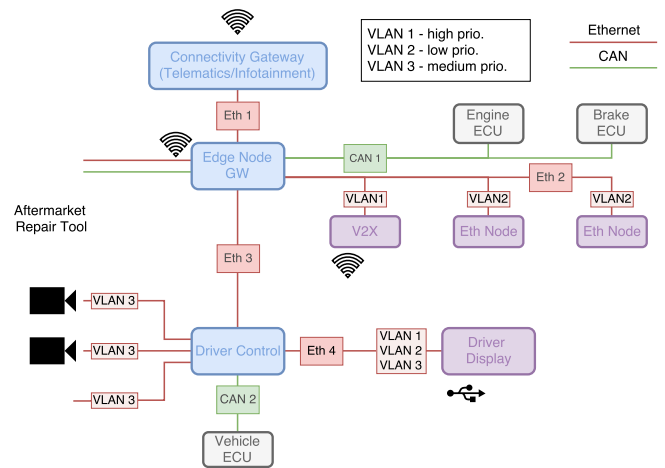 VLAN 1 - high prio.
VLAN 2 - low prio.
VLAN 3 - medium prio.
Ethernet
CAN
Connectivity Gateway
(Telematics/Infotainment)
Eth 1
Engine
ECU
Brake
ECU
Edge Node
GW
CAN 1
Eth 2
VLAN1
VLAN2
VLAN2
V2X
Eth Node
Eth Node
Aftermarket
Repair Tool
Eth 3
VLAN 3
VLAN 3
VLAN 3
Driver Control
Eth 4
VLAN 1
VLAN 2
VLAN 3
Driver
Display
CAN 2
Vehicle
ECU